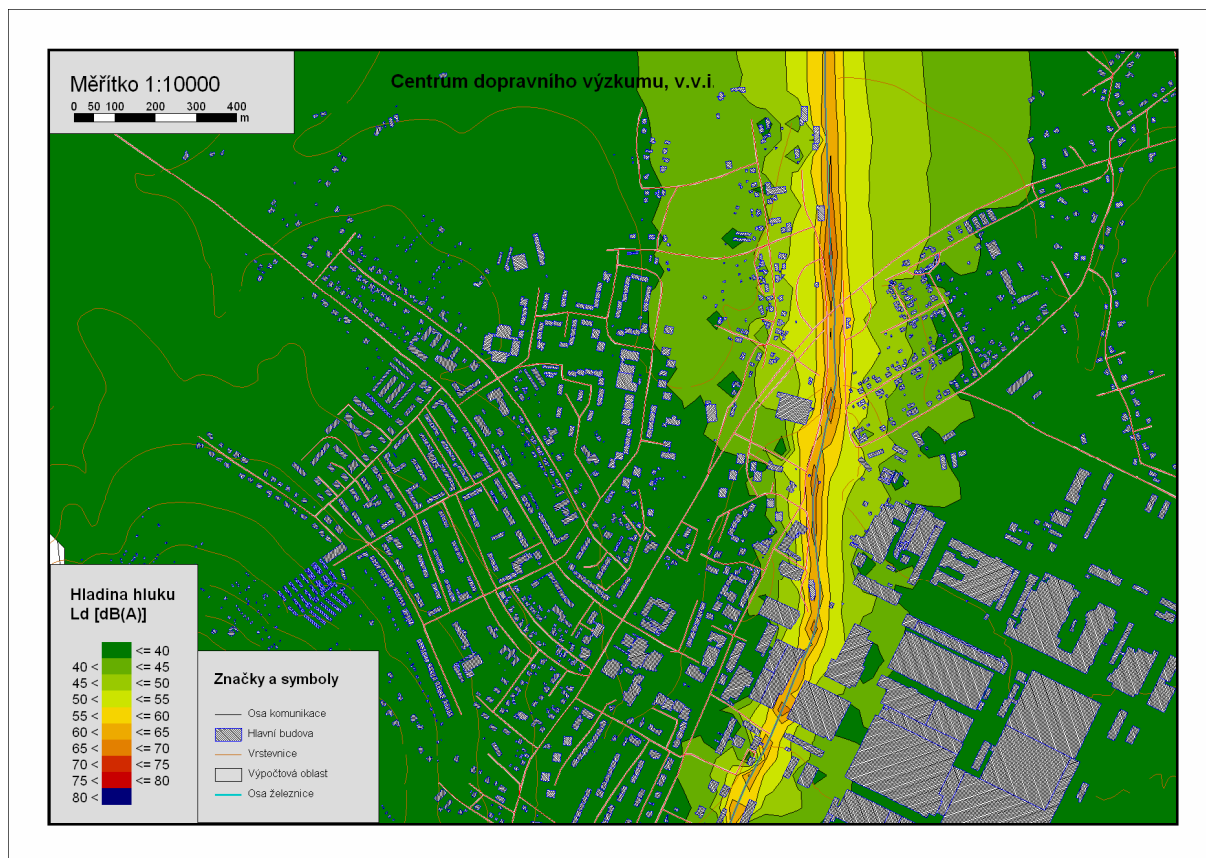 Měřítko 1:10000
0 50 100 200 300 400
m
Centrum dopravního výzkumu, v.v.i.
Hladina hluku
Ld [dB(A)]
<= 40
40 < <= 45
45 < <= 50
50 < <= 55
55 < <= 60
60 < <= 65
65 < <= 70
70 < <= 75
75 < <= 80
80 <
Značky a symboly
Osa komunikace
Hlavní budova
Vrstevnice
Výpočtová oblast
Osa železnice